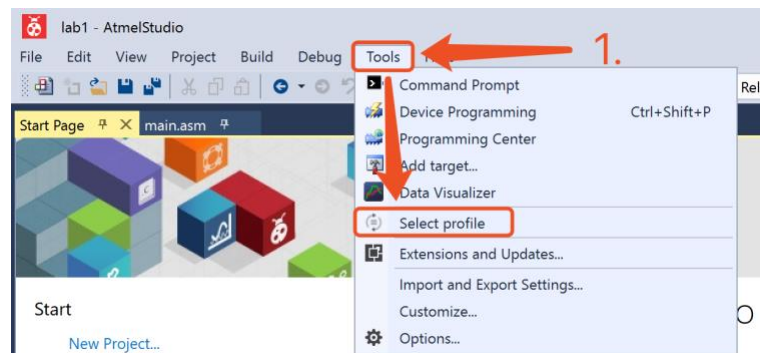 lab1 - AtmelStudio
File Edit View Project Build Debug Tools
1.
Rel
Start Page main.asm
Command Prompt
Device Programming Ctrl+Shift+P
Programming Center
Add target...
Data Visualizer
Select profile
Extensions and Updates...
Import and Export Settings...
Customize...
Options...
Start
New Project...